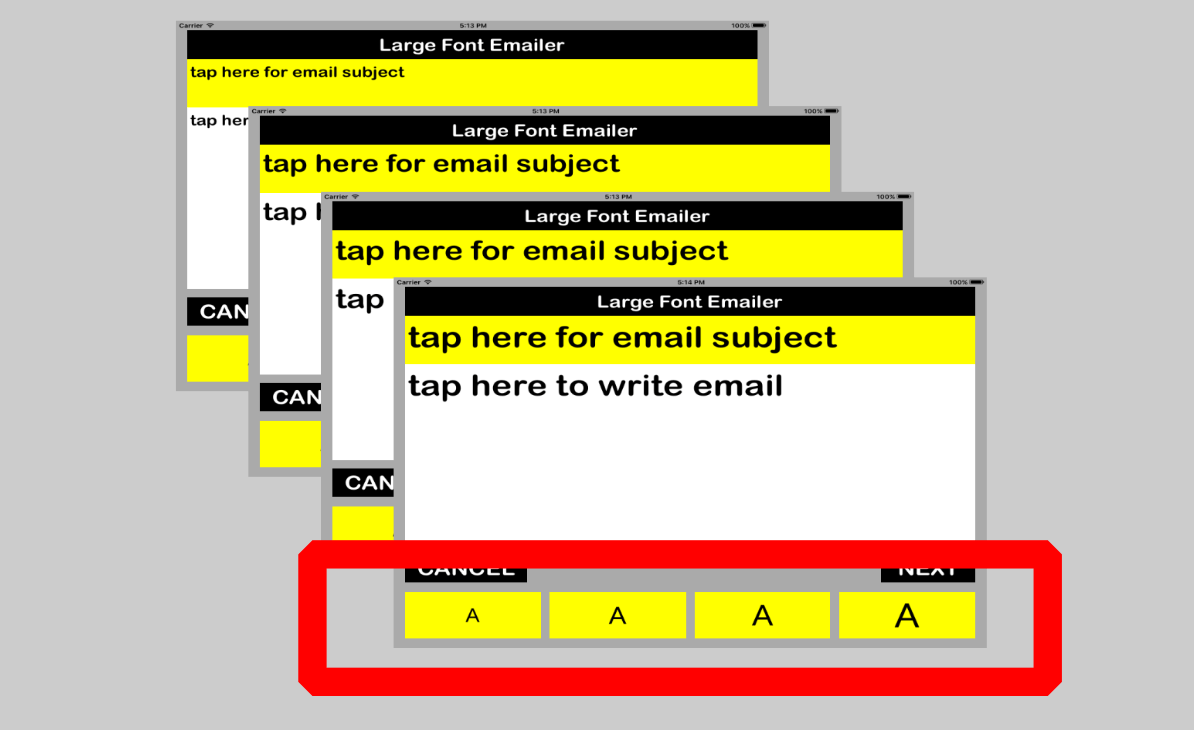 Carrier 5:13 PM 100%
Large Font Emailer
tap here for email subject
tap her
CAN
Carrier 5:13 PM 100%
Large Font Emailer
tap here for email subject
tap
CAN
Carrier 5:13 PM 100%
Large Font Emailer
tap here for email subject
tap
CAN
Carrier 5:14 PM 100%
Large Font Emailer
tap here for email subject
tap here to write email
CANCEL NEXT
A A A A